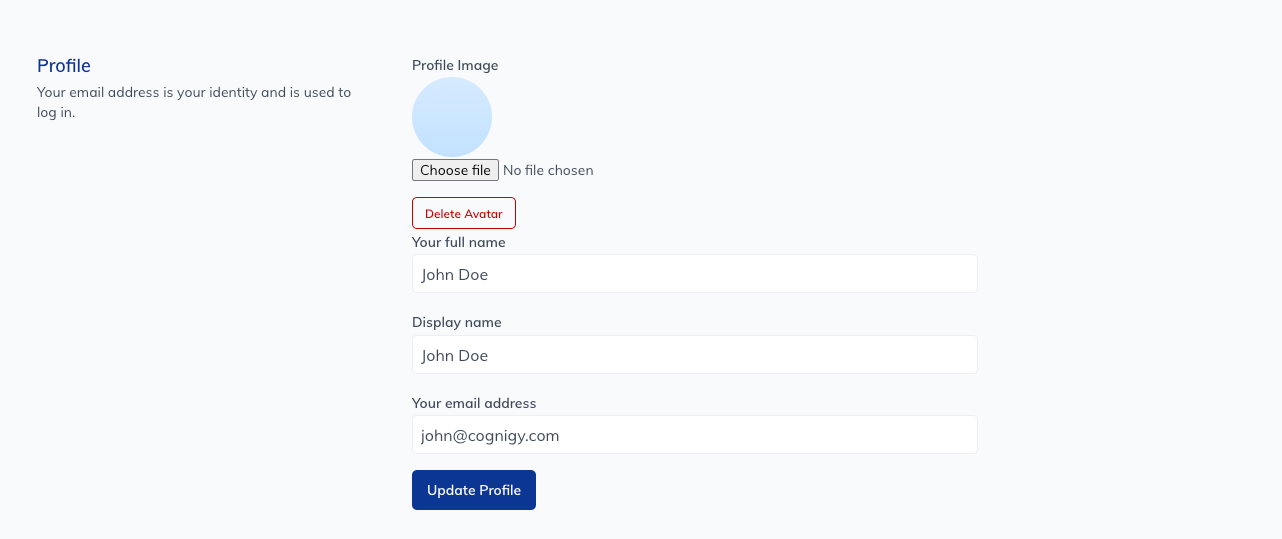 Profile
Your email address is your identity and is used to
log in.
Profile Image
Choose file No file chosen
Delete Avatar
Your full name
John Doe
Display name
John Doe
Your email address
john@cognigy.com
Update Profile